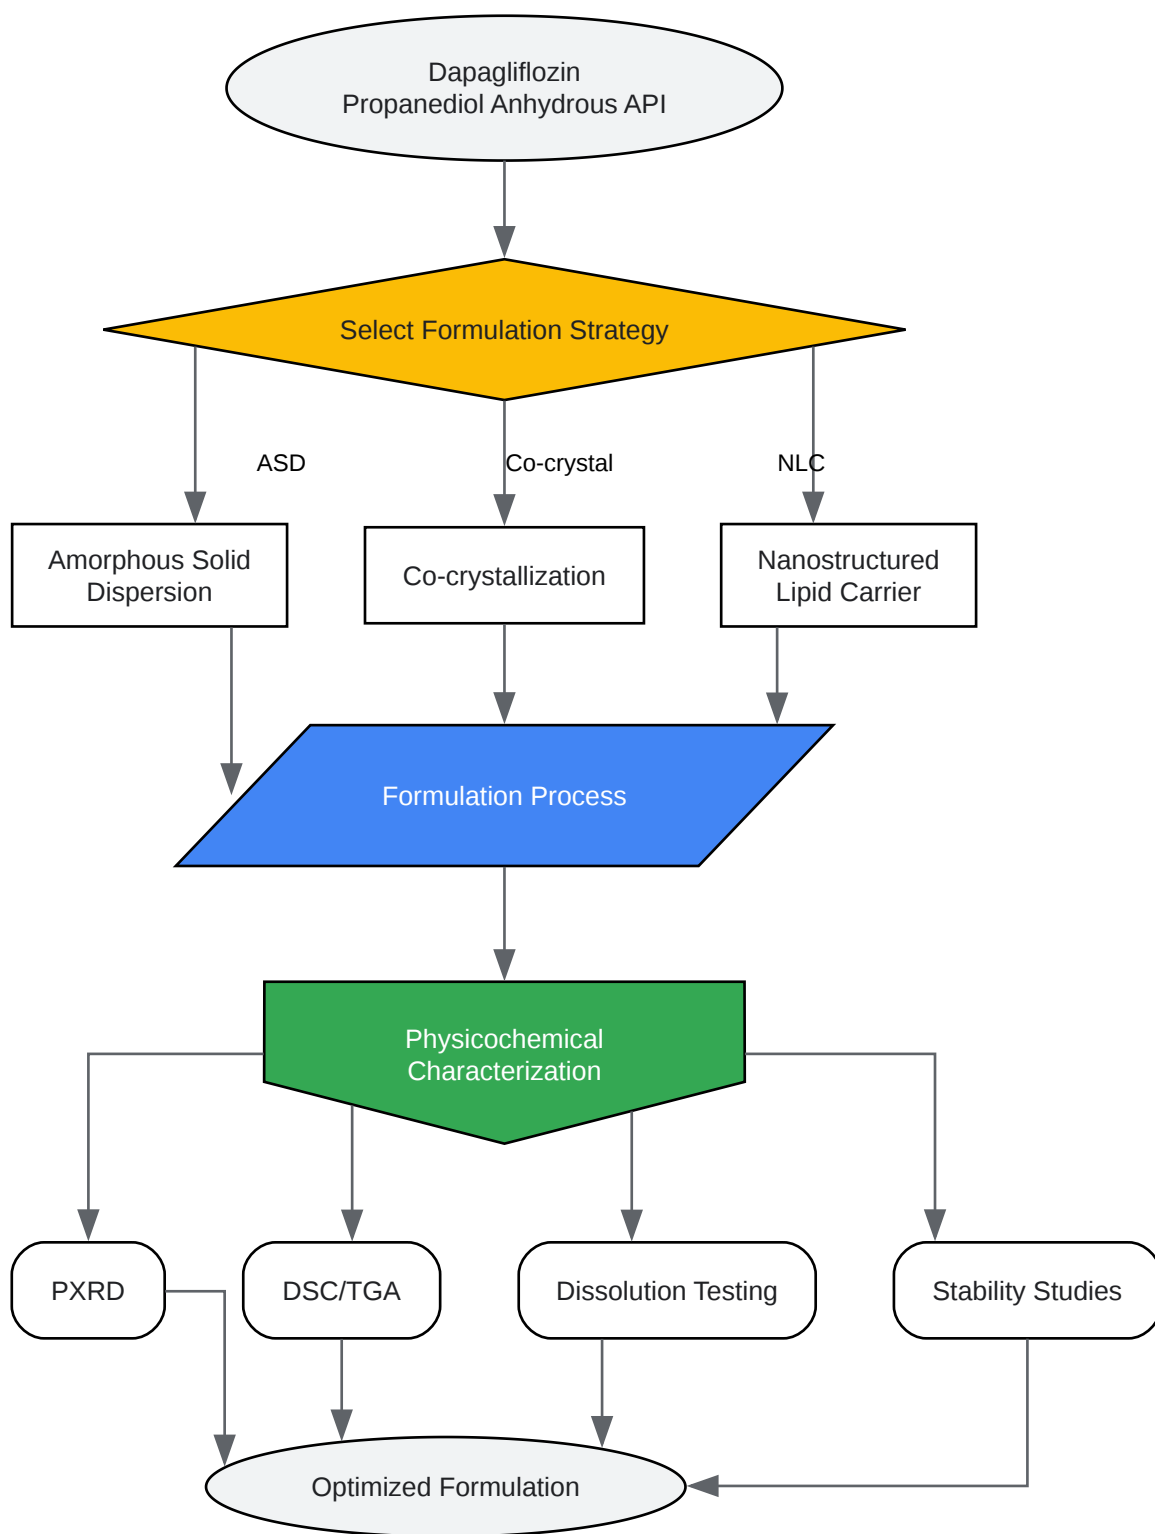 Dapagliflozin
Propanediol Anhydrous API
Select Formulation Strategy
ASD
Co-crystal
NLC
Amorphous Solid
Dispersion
Co-crystallization
Nanostructured
Lipid Carrier
Formulation Process
Physicochemical
Characterization
PXRD
DSC/TGA
Dissolution Testing
Stability Studies
Optimized Formulation